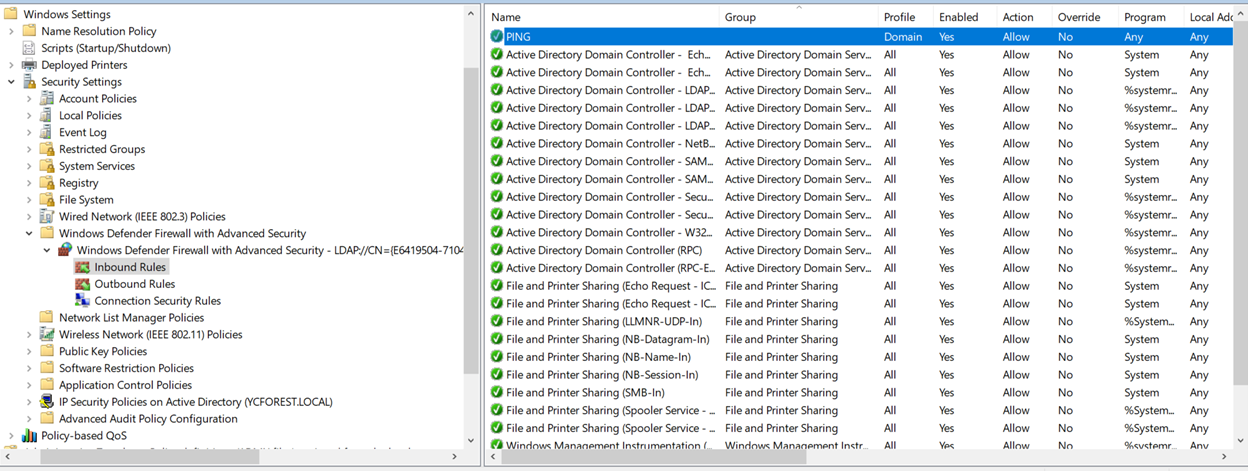 Windows Settings
Name Resolution Policy
Scripts (Startup/Shutdown)
Deployed Printers
Security Settings
Account Policies
Local Policies
Event Log
Restricted Groups
System Services
Registry
File System
Wired Network (IEEE 802.3) Policies
Windows Defender Firewall with Advanced Security
Windows Defender Firewall with Advanced Security - LDAP://CN={E6419504-7104
Inbound Rules
Outbound Rules
Connection Security Rules
Network List Manager Policies
Wireless Network (IEEE 802.11) Policies
Public Key Policies
Software Restriction Policies
Application Control Policies
IP Security Policies on Active Directory (YCFOREST.LOCAL)
Advanced Audit Policy Configuration
Policy-based QoS
Name Group Profile Enabled Action Override Program Local Add
PING Domain Yes Allow No Any Any
Active Directory Domain Controller - Ech... Active Directory Domain Serv... All Yes Allow No System Any
Active Directory Domain Controller - Ech... Active Directory Domain Serv... All Yes Allow No System Any
Active Directory Domain Controller - LDAP... Active Directory Domain Serv... All Yes Allow No %systemr... Any
Active Directory Domain Controller - LDAP... Active Directory Domain Serv... All Yes Allow No %systemr... Any
Active Directory Domain Controller - LDAP... Active Directory Domain Serv... All Yes Allow No %systemr... Any
Active Directory Domain Controller - NetB... Active Directory Domain Serv... All Yes Allow No System Any
Active Directory Domain Controller - SAM... Active Directory Domain Serv... All Yes Allow No System Any
Active Directory Domain Controller - SAM... Active Directory Domain Serv... All Yes Allow No System Any
Active Directory Domain Controller - Secu... Active Directory Domain Serv... All Yes Allow No %systemr... Any
Active Directory Domain Controller - Secu... Active Directory Domain Serv... All Yes Allow No %systemr... Any
Active Directory Domain Controller - W32... Active Directory Domain Serv... All Yes Allow No %systemr... Any
Active Directory Domain Controller (RPC) Active Directory Domain Serv... All Yes Allow No %systemr... Any
Active Directory Domain Controller (RPC-E... Active Directory Domain Serv... All Yes Allow No %systemr... Any
File and Printer Sharing (Echo Request - IC... File and Printer Sharing All Yes Allow No System Any
File and Printer Sharing (Echo Request - IC... File and Printer Sharing All Yes Allow No System Any
File and Printer Sharing (LLMNR-UDP-In) File and Printer Sharing All Yes Allow No %System... Any
File and Printer Sharing (NB-Datagram-In) File and Printer Sharing All Yes Allow No System Any
File and Printer Sharing (NB-Name-In) File and Printer Sharing All Yes Allow No System Any
File and Printer Sharing (NB-Session-In) File and Printer Sharing All Yes Allow No System Any
File and Printer Sharing (SMB-In) File and Printer Sharing All Yes Allow No System Any
File and Printer Sharing (Spooler Service - ... File and Printer Sharing All Yes Allow No %System... Any
File and Printer Sharing (Spooler Service - ... File and Printer Sharing All Yes Allow No %System... Any
Windows Management Instrumentation ( Windows Management Instr... All Yes Allow No %systemr... Any